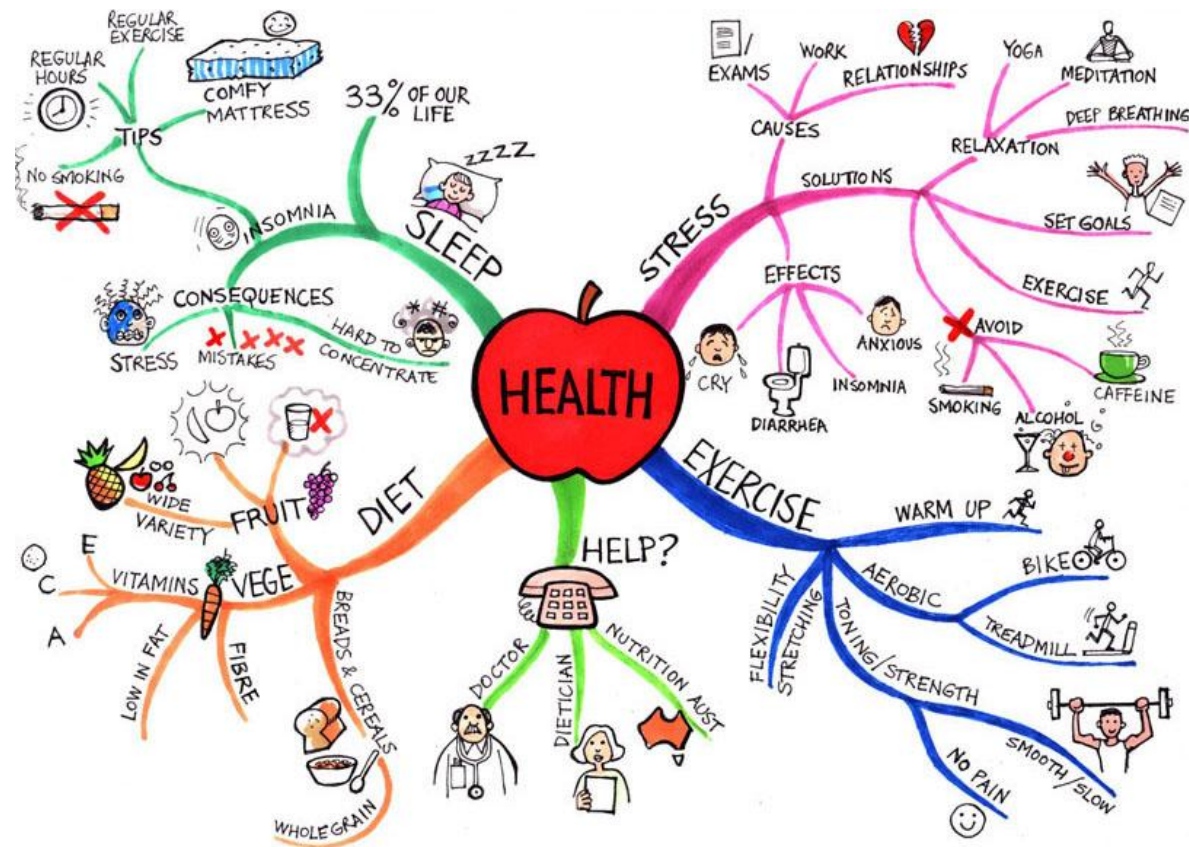 HEALTH
SLEEP
33% OF OUR
LIFE
ZZZZ
INSOMNIA
TIPS
REGULAR
HOURS
REGULAR
EXERCISE
COMFY
MATTRESS
NO SMOKING
CONSEQUENCES
STRESS
MISTAKES
HARD TO
CONCENTRATE
STRESS
CAUSES
EXAMS
WORK
RELATIONSHIPS
SOLUTIONS
RELAXATION
YOGA
MEDITATION
DEEP BREATHING
SET GOALS
EXERCISE
AVOID
SMOKING
ALCOHOL
CAFFEINE
EFFECTS
CRY
DIARRHEA
INSOMNIA
ANXIOUS
EXERCISE
WARM UP
AEROBIC
BIKE
TREADMILL
TONING/STRENGTH
SMOOTH/SLOW
NO PAIN
FLEXIBILITY
STRETCHING
HELP?
DOCTOR
DIETICIAN
NUTRITION AUST
DIET
FRUIT
WIDE
VARIETY
VEGE
VITAMINS
E
C
A
LOW IN FAT
FIBRE
BREADS & CEREALS
WHOLEGRAIN